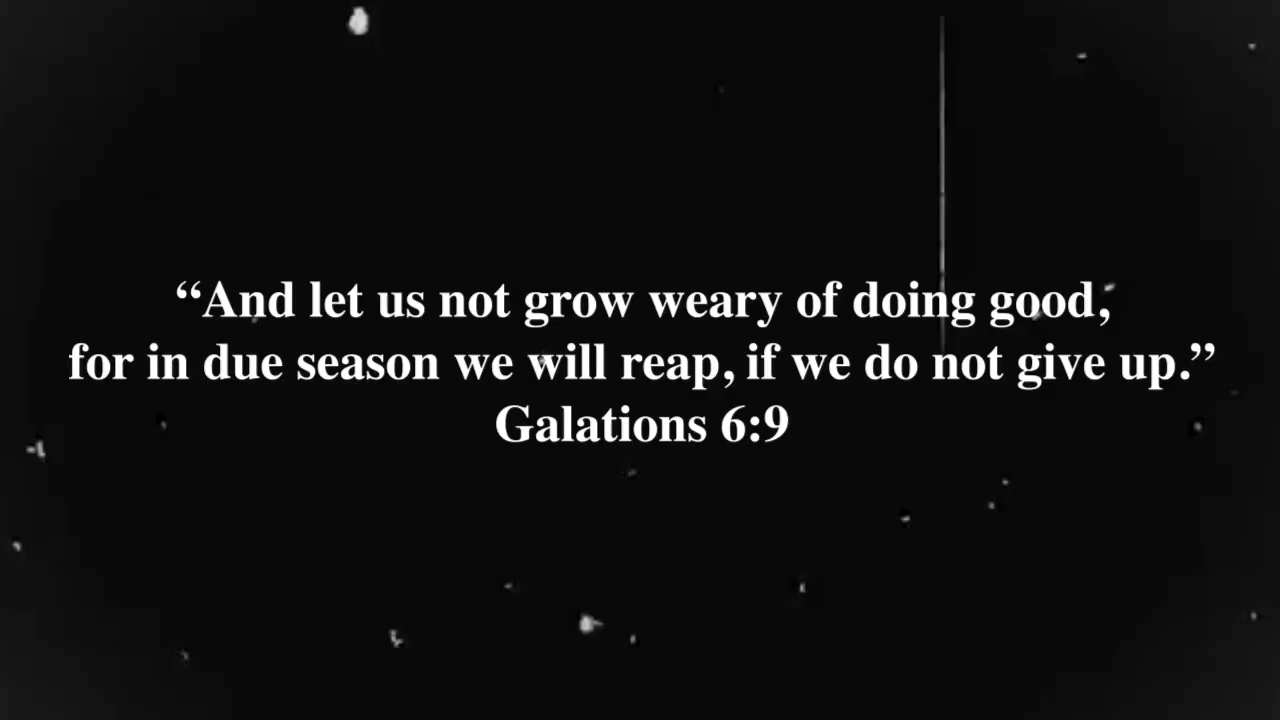 “And let us not grow weary of doing good,
for in due season we will reap, if we do not give up.”
Galations 6:9